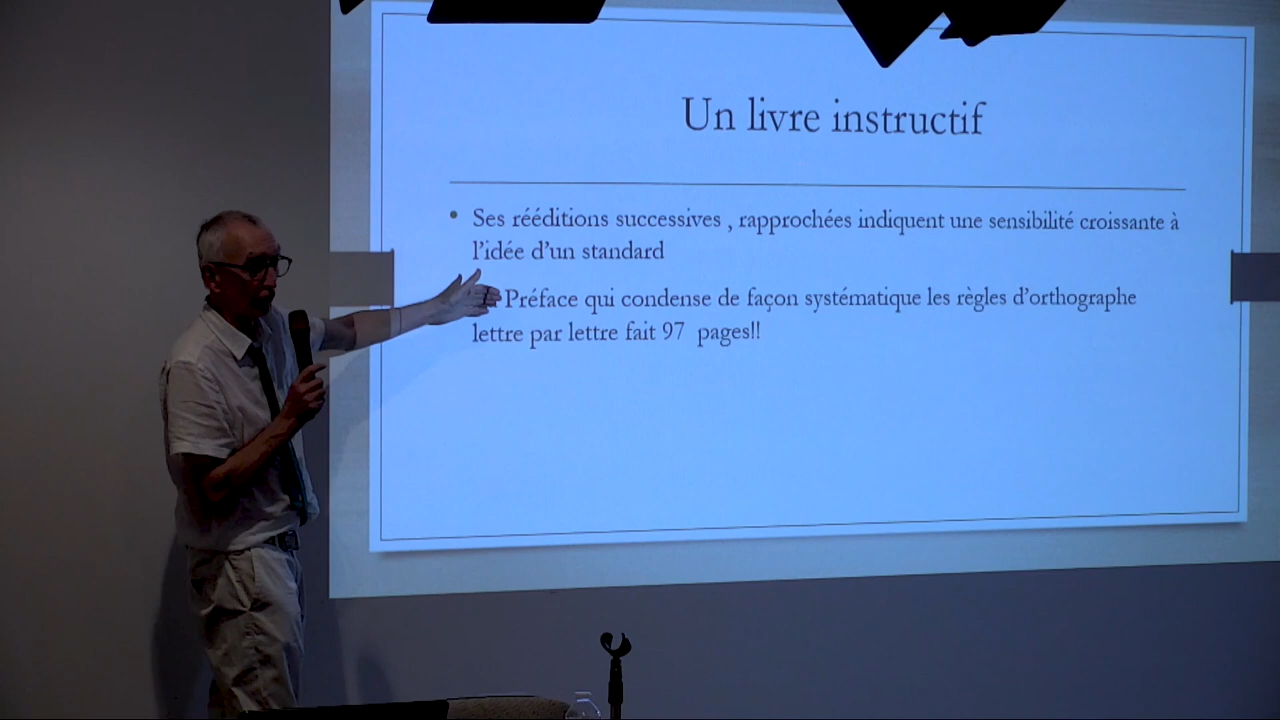 Un livre instructif
• Ses rééditions successives , rapprochées indiquent une sensibilité croissante à
l'idée d'un standard
Préface qui condense de façon systématique les règles d'orthographe
lettre par lettre fait 97 pages!!